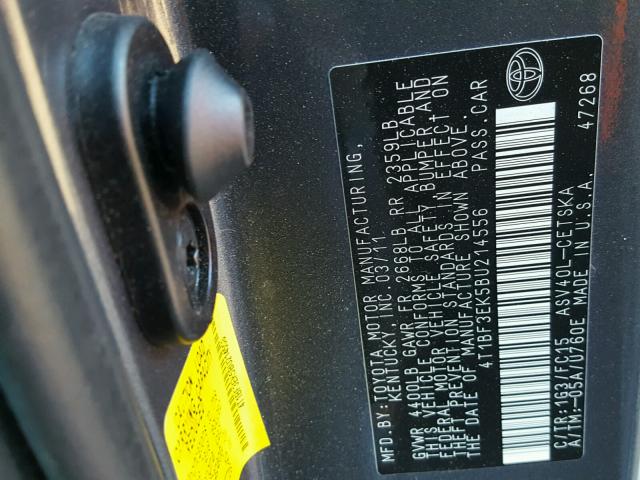 MFD.BY:TOYOTA MOTOR MANUFACTURING,
KENTUCKY, INC. 03/11
GVWR 4400LB GAWR FR 2668LB RR 2359LB
THIS VEHICLE CONFORMS TO ALL APPLICABLE
FEDERAL MOTOR VEHICLE SAFETY, BUMPER, AND
THEFT PREVENTION STANDARDS IN EFFECT ON
THE DATE OF MANUFACTURE SHOWN ABOVE.
4T1BF3EK5BU214556 PASS.CAR
C/TR:1G3/FC15 ASV40L-CETSKA
A/TM:-05A/U760E MADE IN U.S.A. 47268